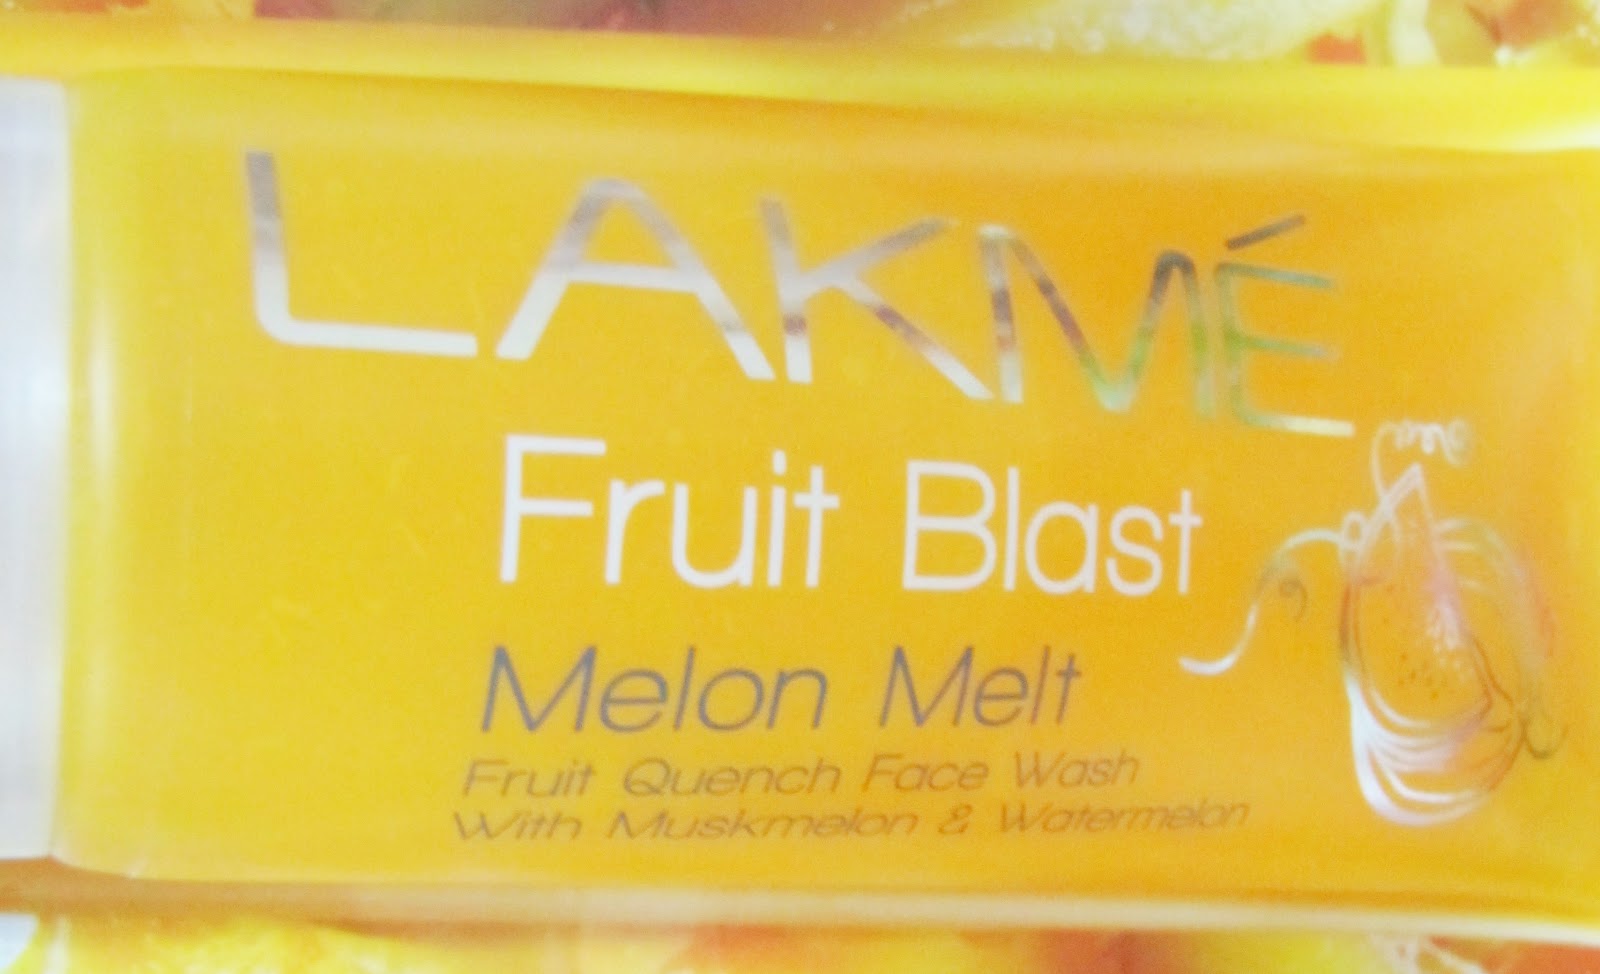 LAKMÉ
Fruit Blast
Melon Melt
Fruit Quench Face Wash
With Muskmelon & Watermelon